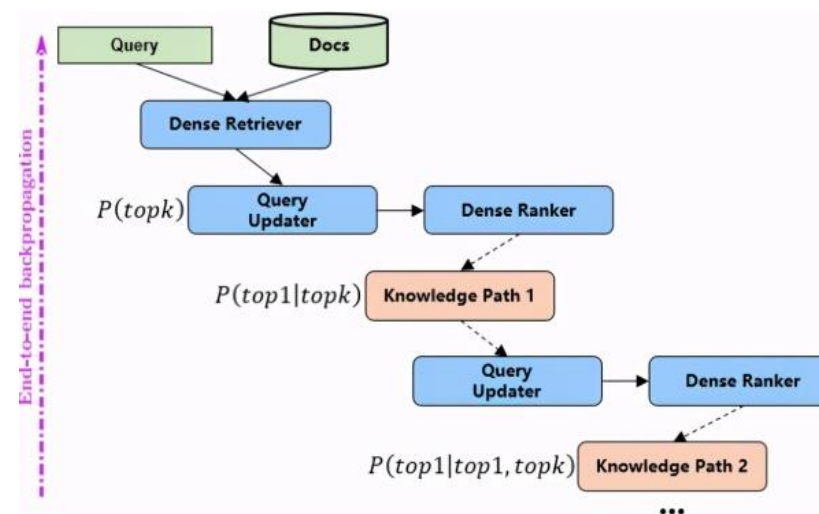 Query
Docs
End-to-end backpropagation
Dense Retriever
P(topk)
Query
Updater
Dense Ranker
P(top1|topk)
Knowledge Path 1
Query
Updater
Dense Ranker
P(top1|top1, topk)
Knowledge Path 2
...